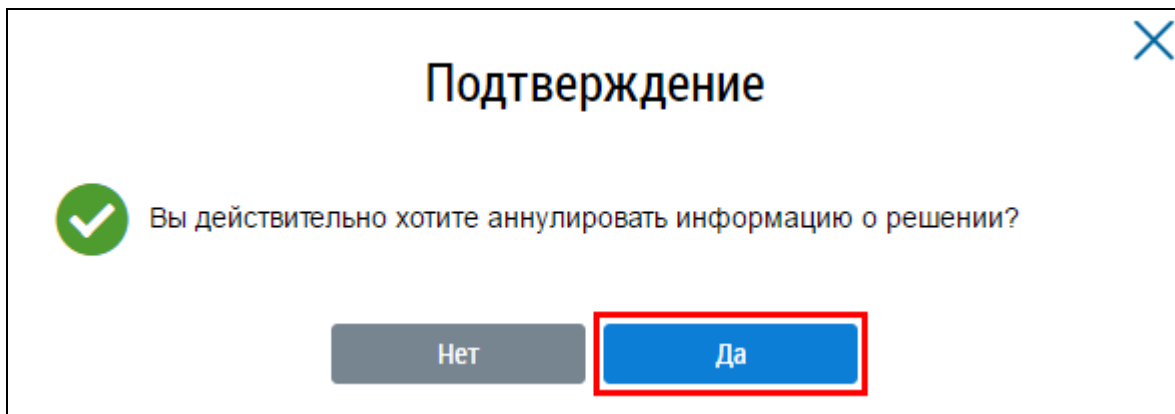 Подтверждение
Вы действительно хотите аннулировать информацию о решении?
Нет Да